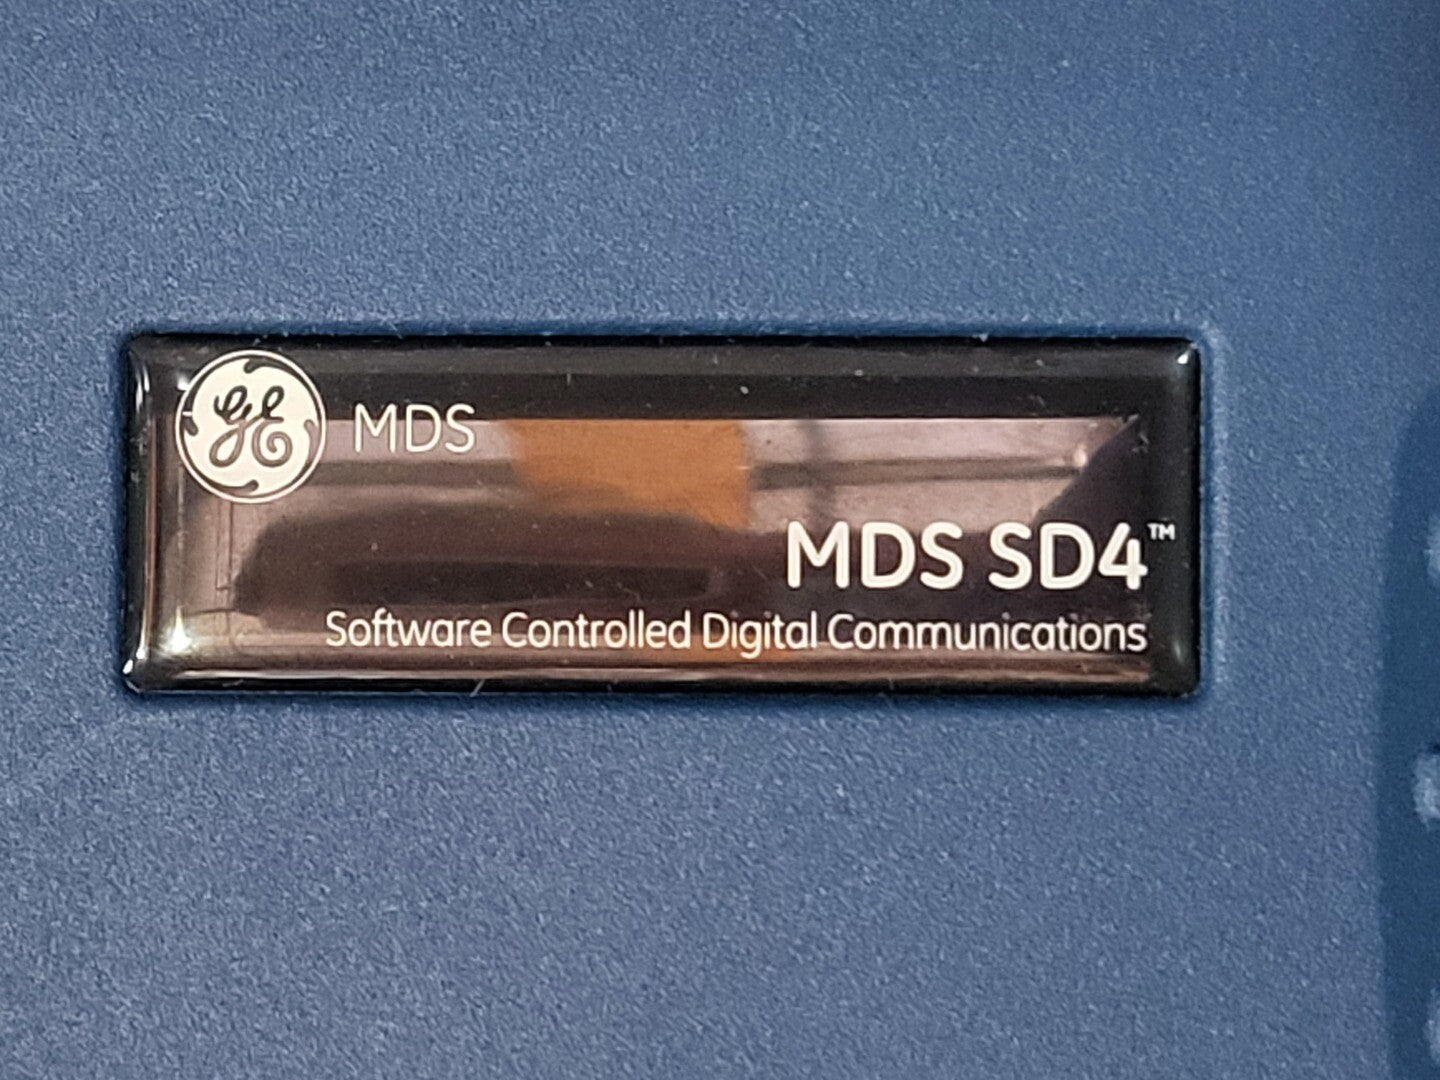 GE MDS
MDS SD4™
Software Controlled Digital Communications